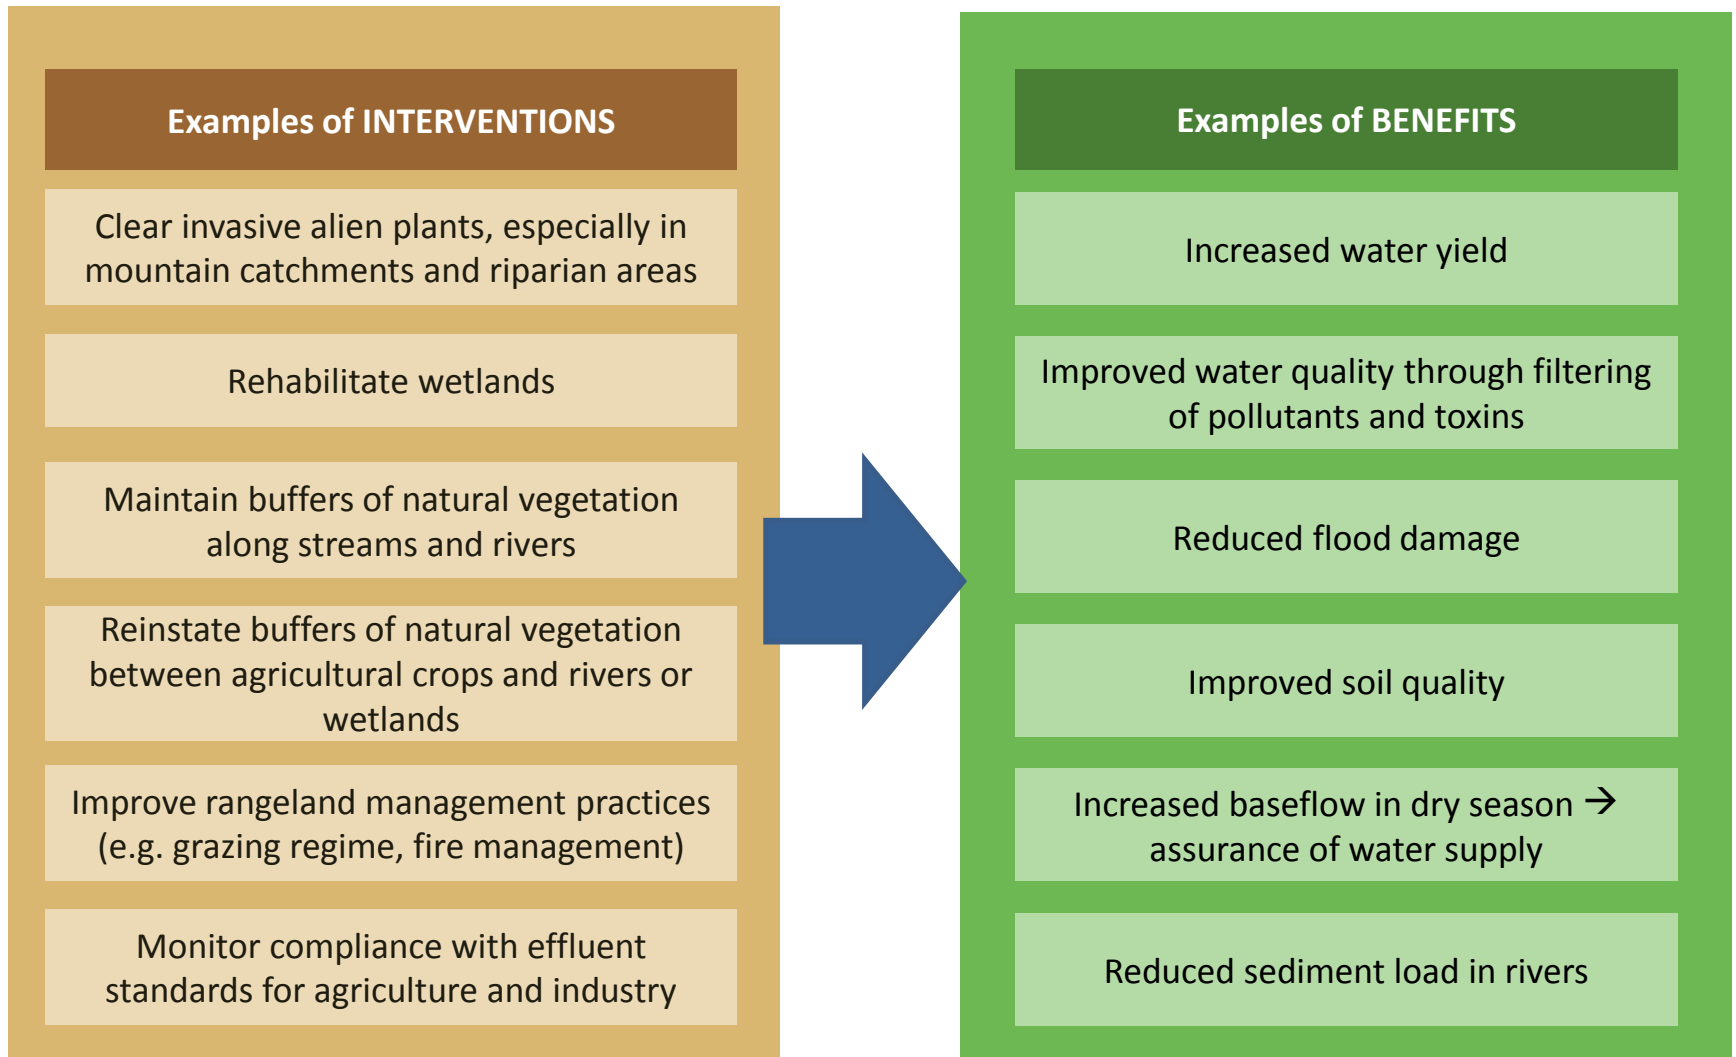 Examples of INTERVENTIONS
Clear invasive alien plants, especially in
mountain catchments and riparian areas
Rehabilitate wetlands
Maintain buffers of natural vegetation
along streams and rivers
Reinstate buffers of natural vegetation
between agricultural crops and rivers or
wetlands
Improve rangeland management practices
(e.g. grazing regime, fire management)
Monitor compliance with effluent
standards for agriculture and industry
Examples of BENEFITS
Increased water yield
Improved water quality through filtering
of pollutants and toxins
Reduced flood damage
Improved soil quality
Increased baseflow in dry season →
assurance of water supply
Reduced sediment load in rivers